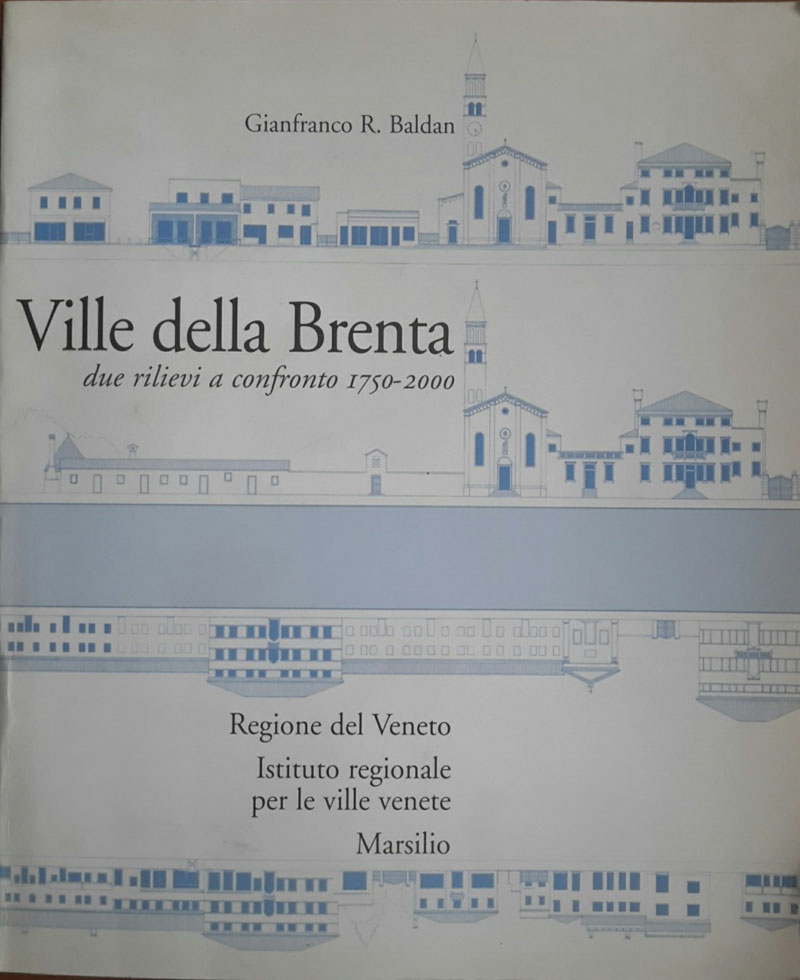 Gianfranco R. Baldan
Ville della Brenta
due rilievi a confronto 1750-2000
Regione del Veneto
Istituto regionale
per le ville venete
Marsilio